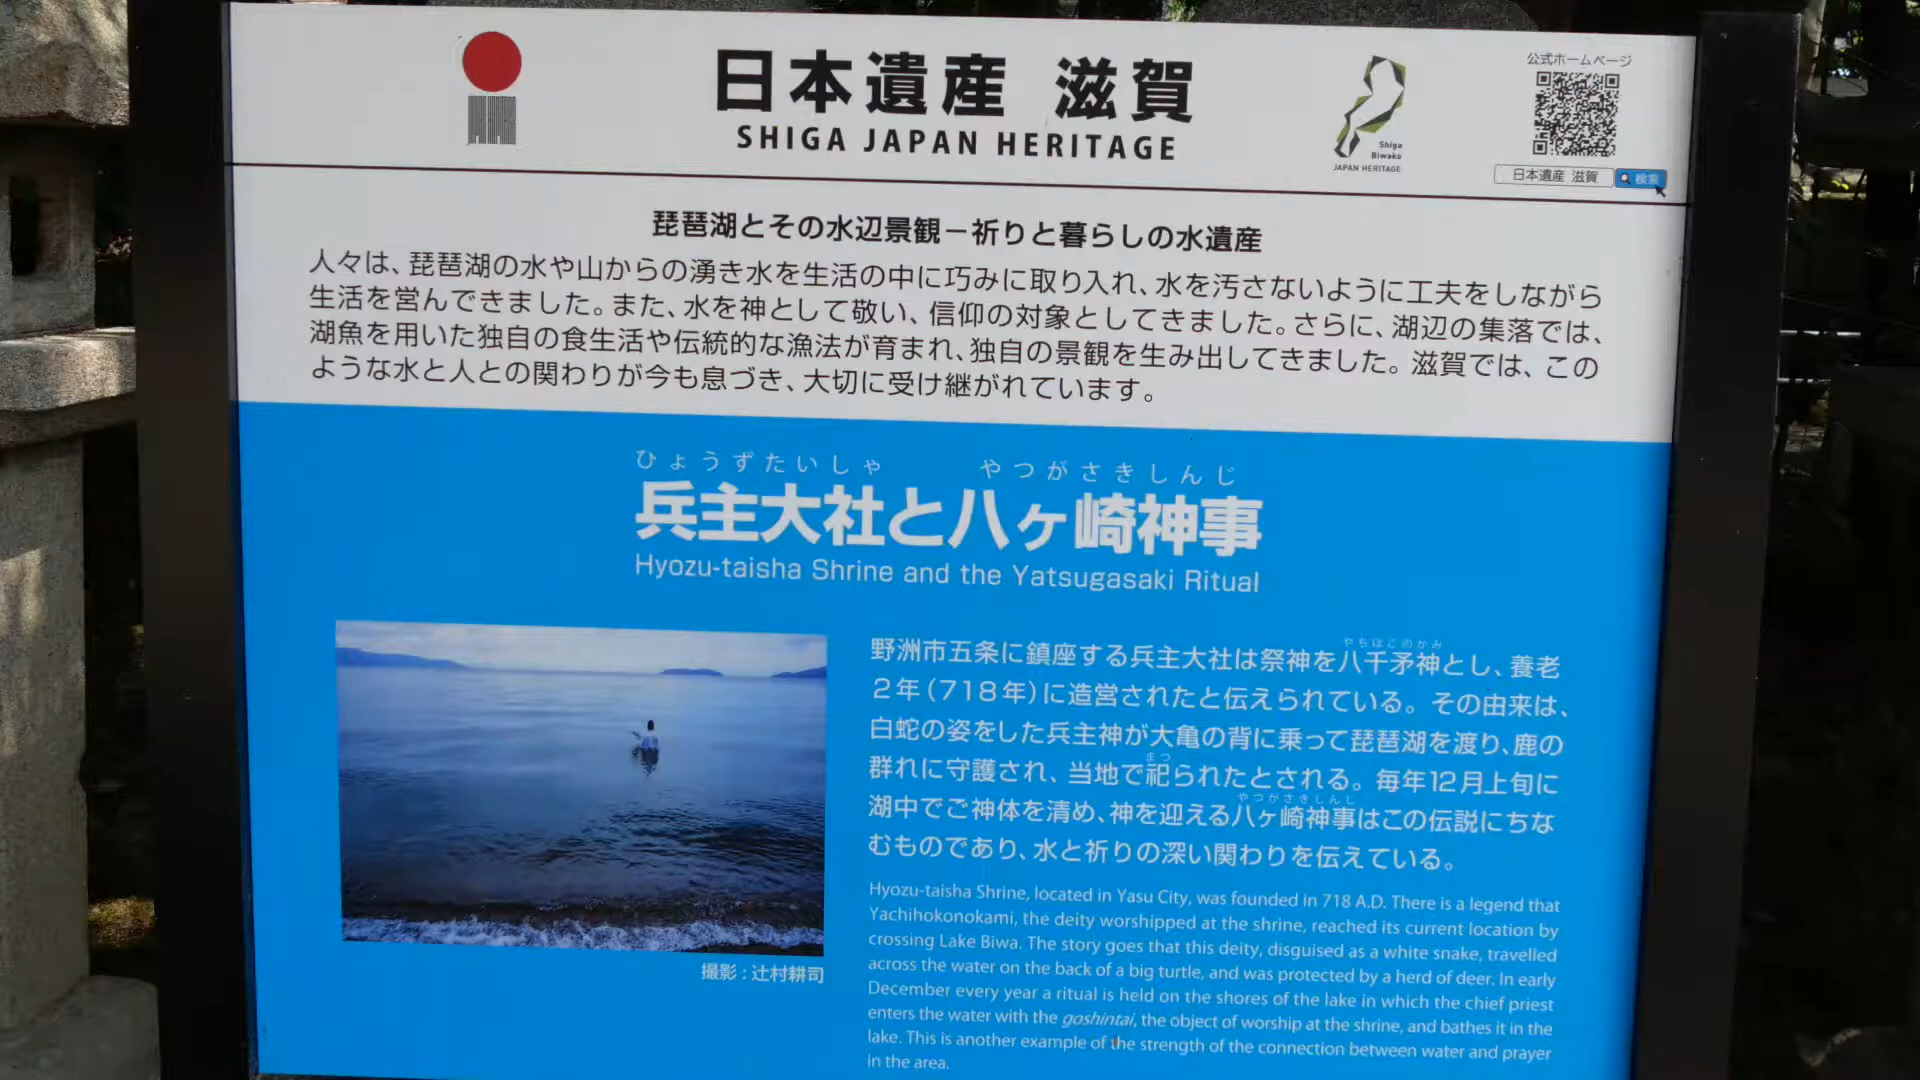 日本遺産 滋賀
SHIGA JAPAN HERITAGE
Shiga
Biwako
JAPAN HERITAGE
公式ホームページ
日本遺産 滋賀 検索
琵琶湖とその水辺景観－祈りと暮らしの水遺産
人々は、琵琶湖の水や山からの湧き水を生活の中に巧みに取り入れ、水を汚さないように工夫をしながら
生活を営んできました。また、水を神として敬い、信仰の対象としてきました。さらに、湖辺の集落では、
湖魚を用いた独自の食生活や伝統的な漁法が育まれ、独自の景観を生み出してきました。滋賀では、この
ような水と人との関わりが今も息づき、大切に受け継がれています。
ひょうずたいしゃ やつがさきしんじ
兵主大社と八ヶ崎神事
Hyozu-taisha Shrine and the Yatsugasaki Ritual
やちほこのかみ
野洲市五条に鎮座する兵主大社は祭神を八千矛神とし、養老
2年（718年）に造営されたと伝えられている。その由来は、
白蛇の姿をした兵主神が大亀の背に乗って琵琶湖を渡り、鹿の
まつ
群れに守護され、当地で祀られたとされる。毎年12月上旬に
やつがさきしんじ
湖中でご神体を清め、神を迎える八ヶ崎神事はこの伝説にちな
むものであり、水と祈りの深い関わりを伝えている。
撮影：辻村耕司
Hyozu-taisha Shrine, located in Yasu City, was founded in 718 A.D. There is a legend that
Yachihokonokami, the deity worshipped at the shrine, reached its current location by
crossing Lake Biwa. The story goes that this deity, disguised as a white snake, travelled
across the water on the back of a big turtle, and was protected by a herd of deer. In early
December every year a ritual is held on the shores of the lake in which the chief priest
enters the water with the goshintai, the object of worship at the shrine, and bathes it in the
lake. This is another example of the strength of the connection between water and prayer
in the area.